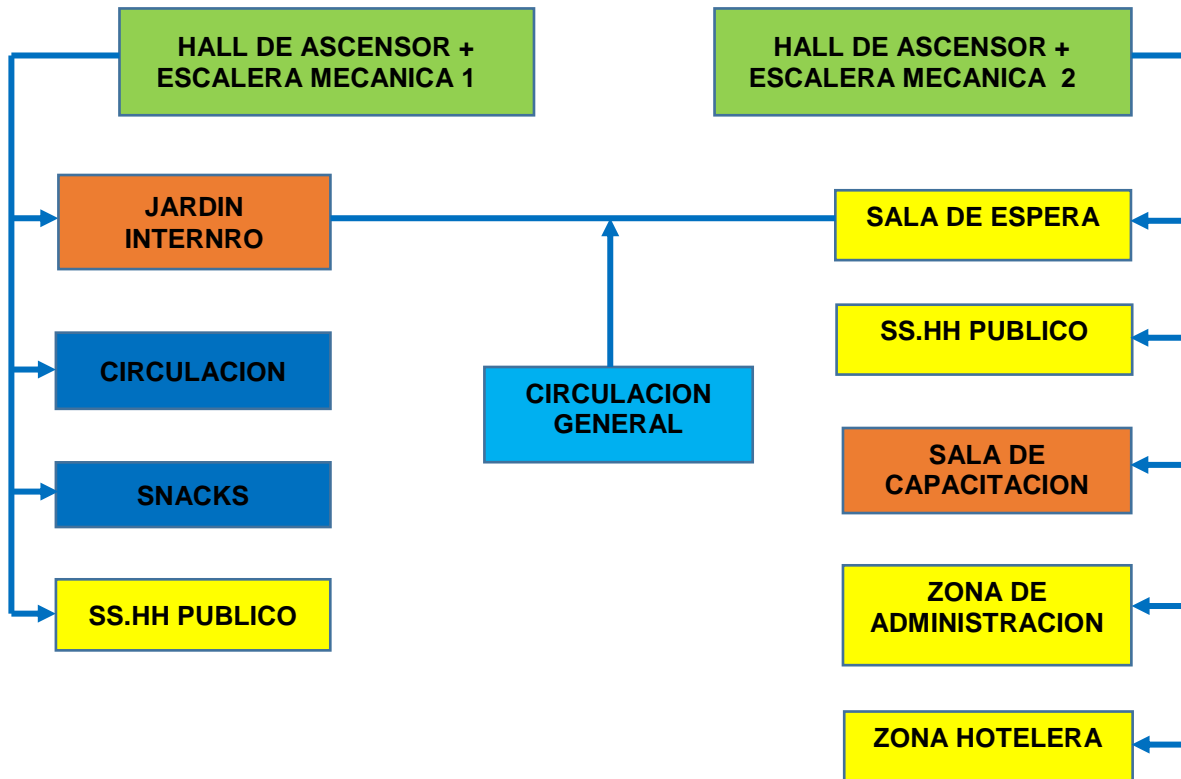 HALL DE ASCENSOR +
ESCALERA MECANICA 1
HALL DE ASCENSOR +
ESCALERA MECANICA 2
JARDIN
INTERNRO
SALA DE ESPERA
SS.HH PUBLICO
CIRCULACION
CIRCULACION
GENERAL
SALA DE
CAPACITACION
SNACKS
ZONA DE
ADMINISTRACION
SS.HH PUBLICO
ZONA HOTELERA